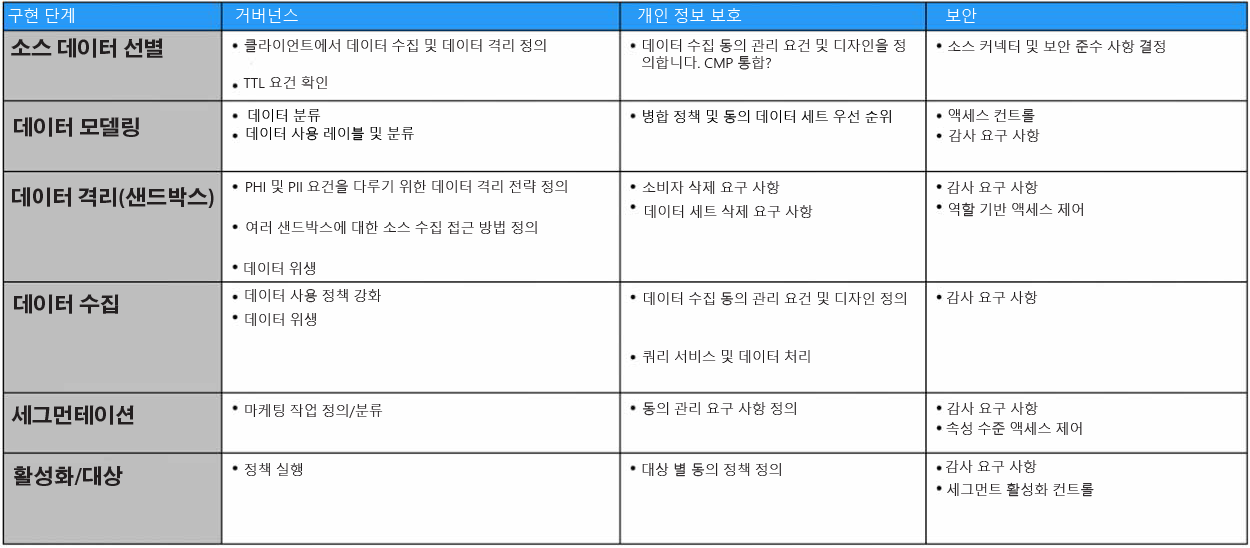 구현 단계
거버넌스
개인 정보 보호
보안
소스 데이터 선별
• 클라이언트에서 데이터 수집 및 데이터 격리 정의
• TTL 요건 확인
• 데이터 수집 동의 관리 요건 및 디자인을 정
의합니다. CMP 통합?
• 소스 커넥터 및 보안 준수 사항 결정
데이터 모델링
• 데이터 분류
• 데이터 사용 레이블 및 분류
• 병합 정책 및 동의 데이터 세트 우선 순위
• 액세스 컨트롤
• 감사 요구 사항
데이터 격리(샌드박스)
• PHI 및 PII 요건을 다루기 위한 데이터 격리 전략 정의
• 여러 샌드박스에 대한 소스 수집 접근 방법 정의
• 데이터 위생
• 소비자 삭제 요구 사항
• 데이터 세트 삭제 요구 사항
• 감사 요구 사항
• 역할 기반 액세스 제어
데이터 수집
• 데이터 사용 정책 강화
• 데이터 위생
• 데이터 수집 동의 관리 요건 및 디자인 정의
• 쿼리 서비스 및 데이터 처리
• 감사 요구 사항
세그먼테이션
• 마케팅 작업 정의/분류
• 동의 관리 요구 사항 정의
• 감사 요구 사항
• 속성 수준 액세스 제어
활성화/대상
• 정책 실행
• 대상 별 동의 정책 정의
• 감사 요구 사항
• 세그먼트 활성화 컨트롤